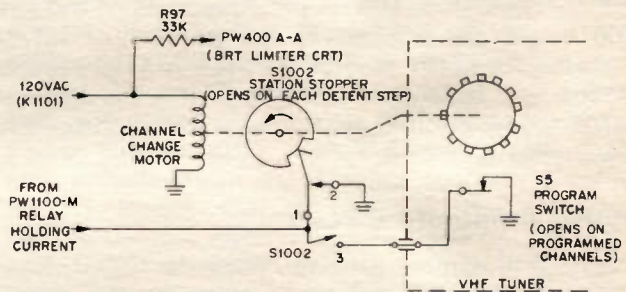 R97
33K
PW400 A-A
(BRT LIMITER CRT)
S1002
STATION STOPPER
(OPENS ON EACH DETENT STEP)
120VAC
(K1101)
CHANNEL
CHANGE
MOTOR
FROM
PW1100-M
RELAY
HOLDING
CURRENT
2
1
S1002
3
S5
PROGRAM
SWITCH
(OPENS ON
PROGRAMMED
CHANNELS)
VHF TUNER